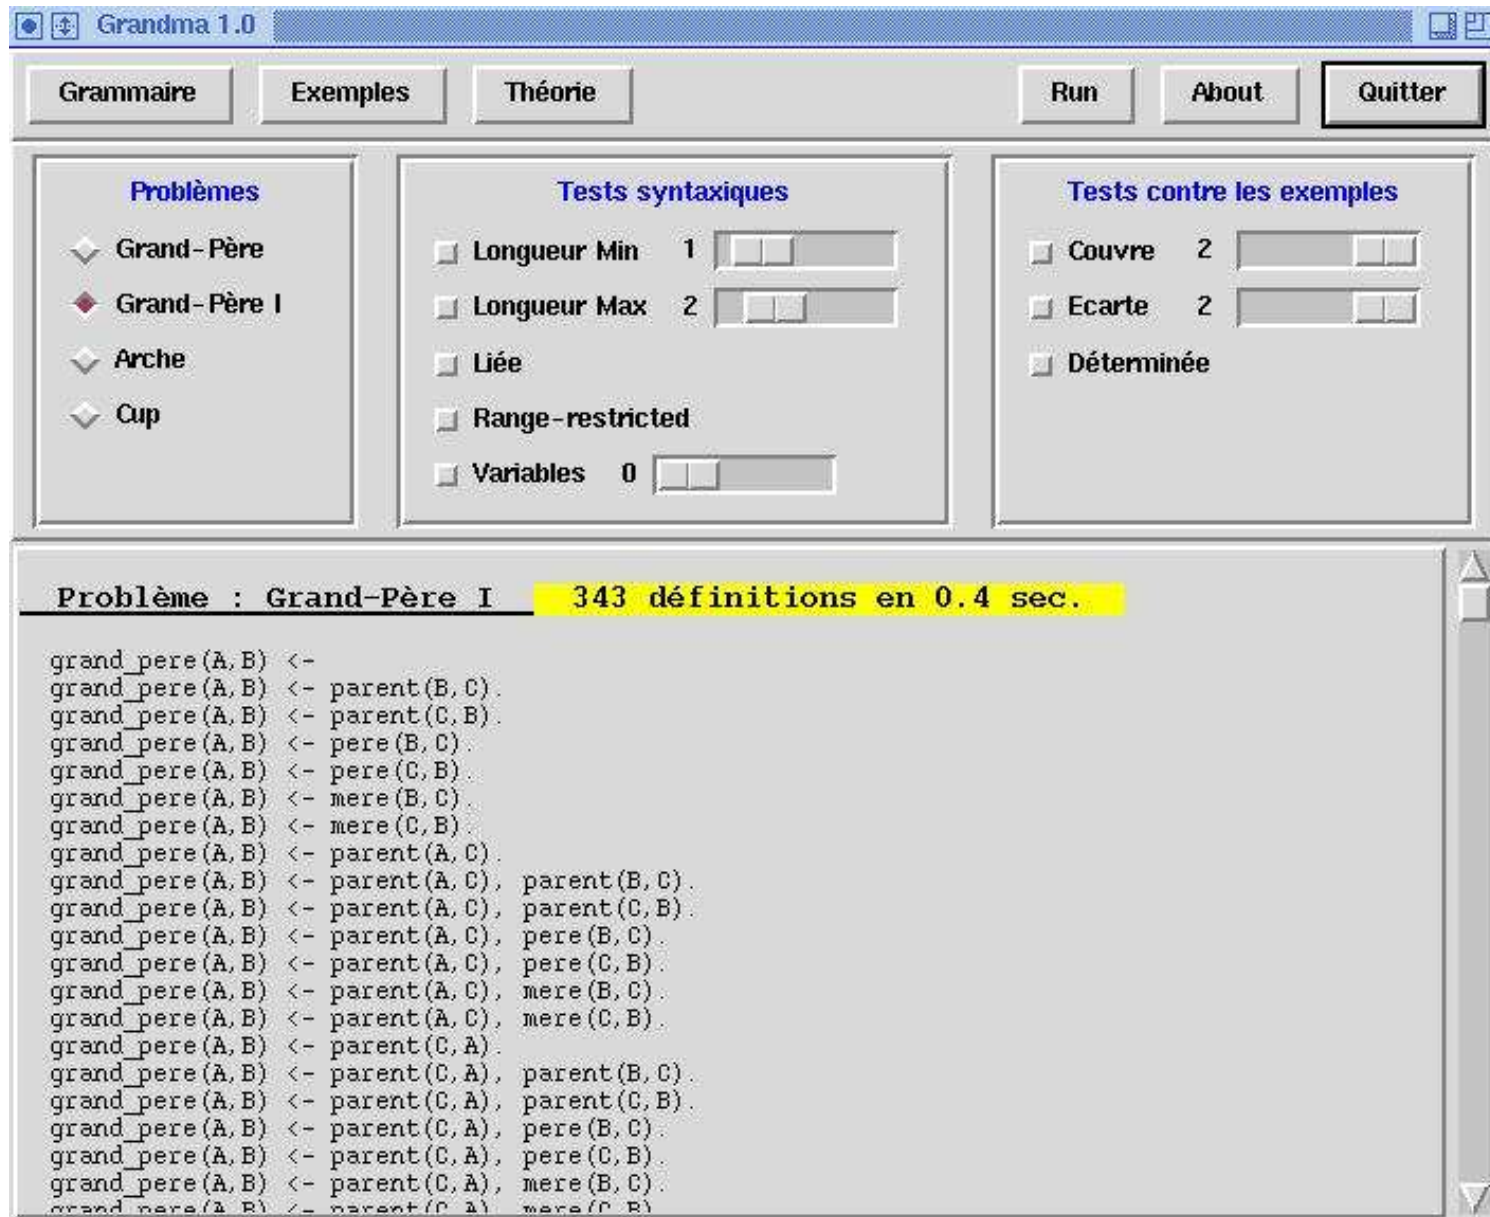 Grandma 1.0
Grammaire Exemples Théorie Run About Quitter
Problèmes
Grand-Père
Grand-Père I
Arche
Cup
Tests syntaxiques
Longueur Min 1
Longueur Max 2
Liée
Range-restricted
Variables 0
Tests contre les exemples
Couvre 2
Ecarte 2
Déterminée
Problème : Grand-Père I 343 définitions en 0.4 sec.
grand_pere(A,B) <-
grand_pere(A,B) <- parent(B,C).
grand_pere(A,B) <- parent(C,B).
grand_pere(A,B) <- pere(B,C).
grand_pere(A,B) <- pere(C,B).
grand_pere(A,B) <- mere(B,C).
grand_pere(A,B) <- mere(C,B).
grand_pere(A,B) <- parent(A,C).
grand_pere(A,B) <- parent(A,C), parent(B,C).
grand_pere(A,B) <- parent(A,C), parent(C,B).
grand_pere(A,B) <- parent(A,C), pere(B,C).
grand_pere(A,B) <- parent(A,C), pere(C,B).
grand_pere(A,B) <- parent(A,C), mere(B,C).
grand_pere(A,B) <- parent(A,C), mere(C,B).
grand_pere(A,B) <- parent(C,A).
grand_pere(A,B) <- parent(C,A), parent(B,C).
grand_pere(A,B) <- parent(C,A), parent(C,B).
grand_pere(A,B) <- parent(C,A), pere(B,C).
grand_pere(A,B) <- parent(C,A), pere(C,B).
grand_pere(A,B) <- parent(C,A), mere(B,C).
grand_pere(A,B) <- parent(C,A), mere(C,B)